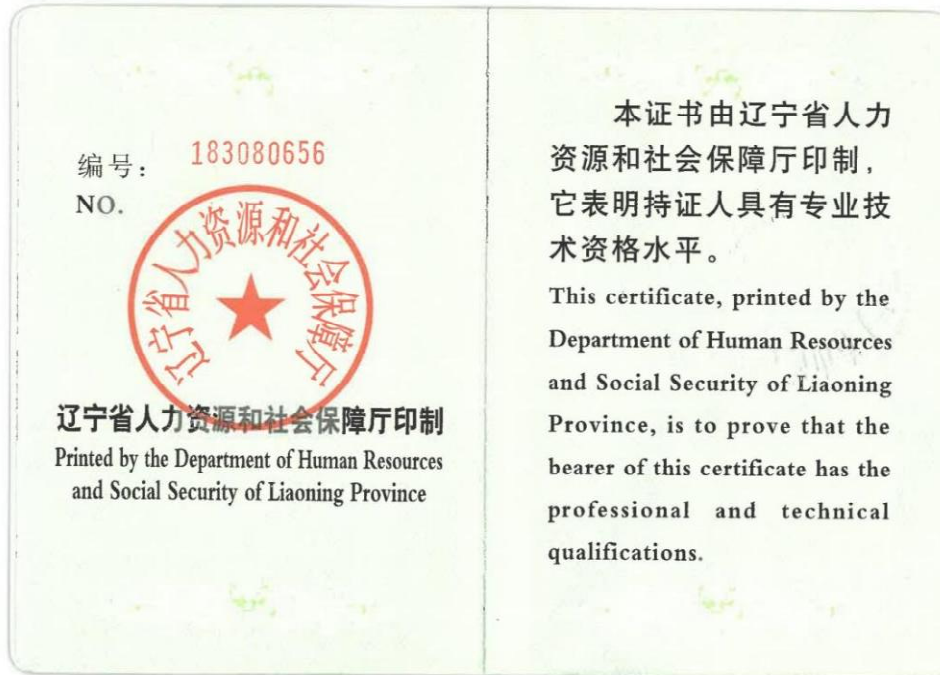 编号：
183080656
NO.
辽宁省人力资源和社会保障厅
辽宁省人力资源和社会保障厅印制
Printed by the Department of Human Resources
and Social Security of Liaoning Province
本证书由辽宁省人力
资源和社会保障厅印制，
它表明持证人具有专业技
术资格水平。
This certificate, printed by the
Department of Human Resources
and Social Security of Liaoning
Province, is to prove that the
bearer of this certificate has the
professional and technical
qualifications.